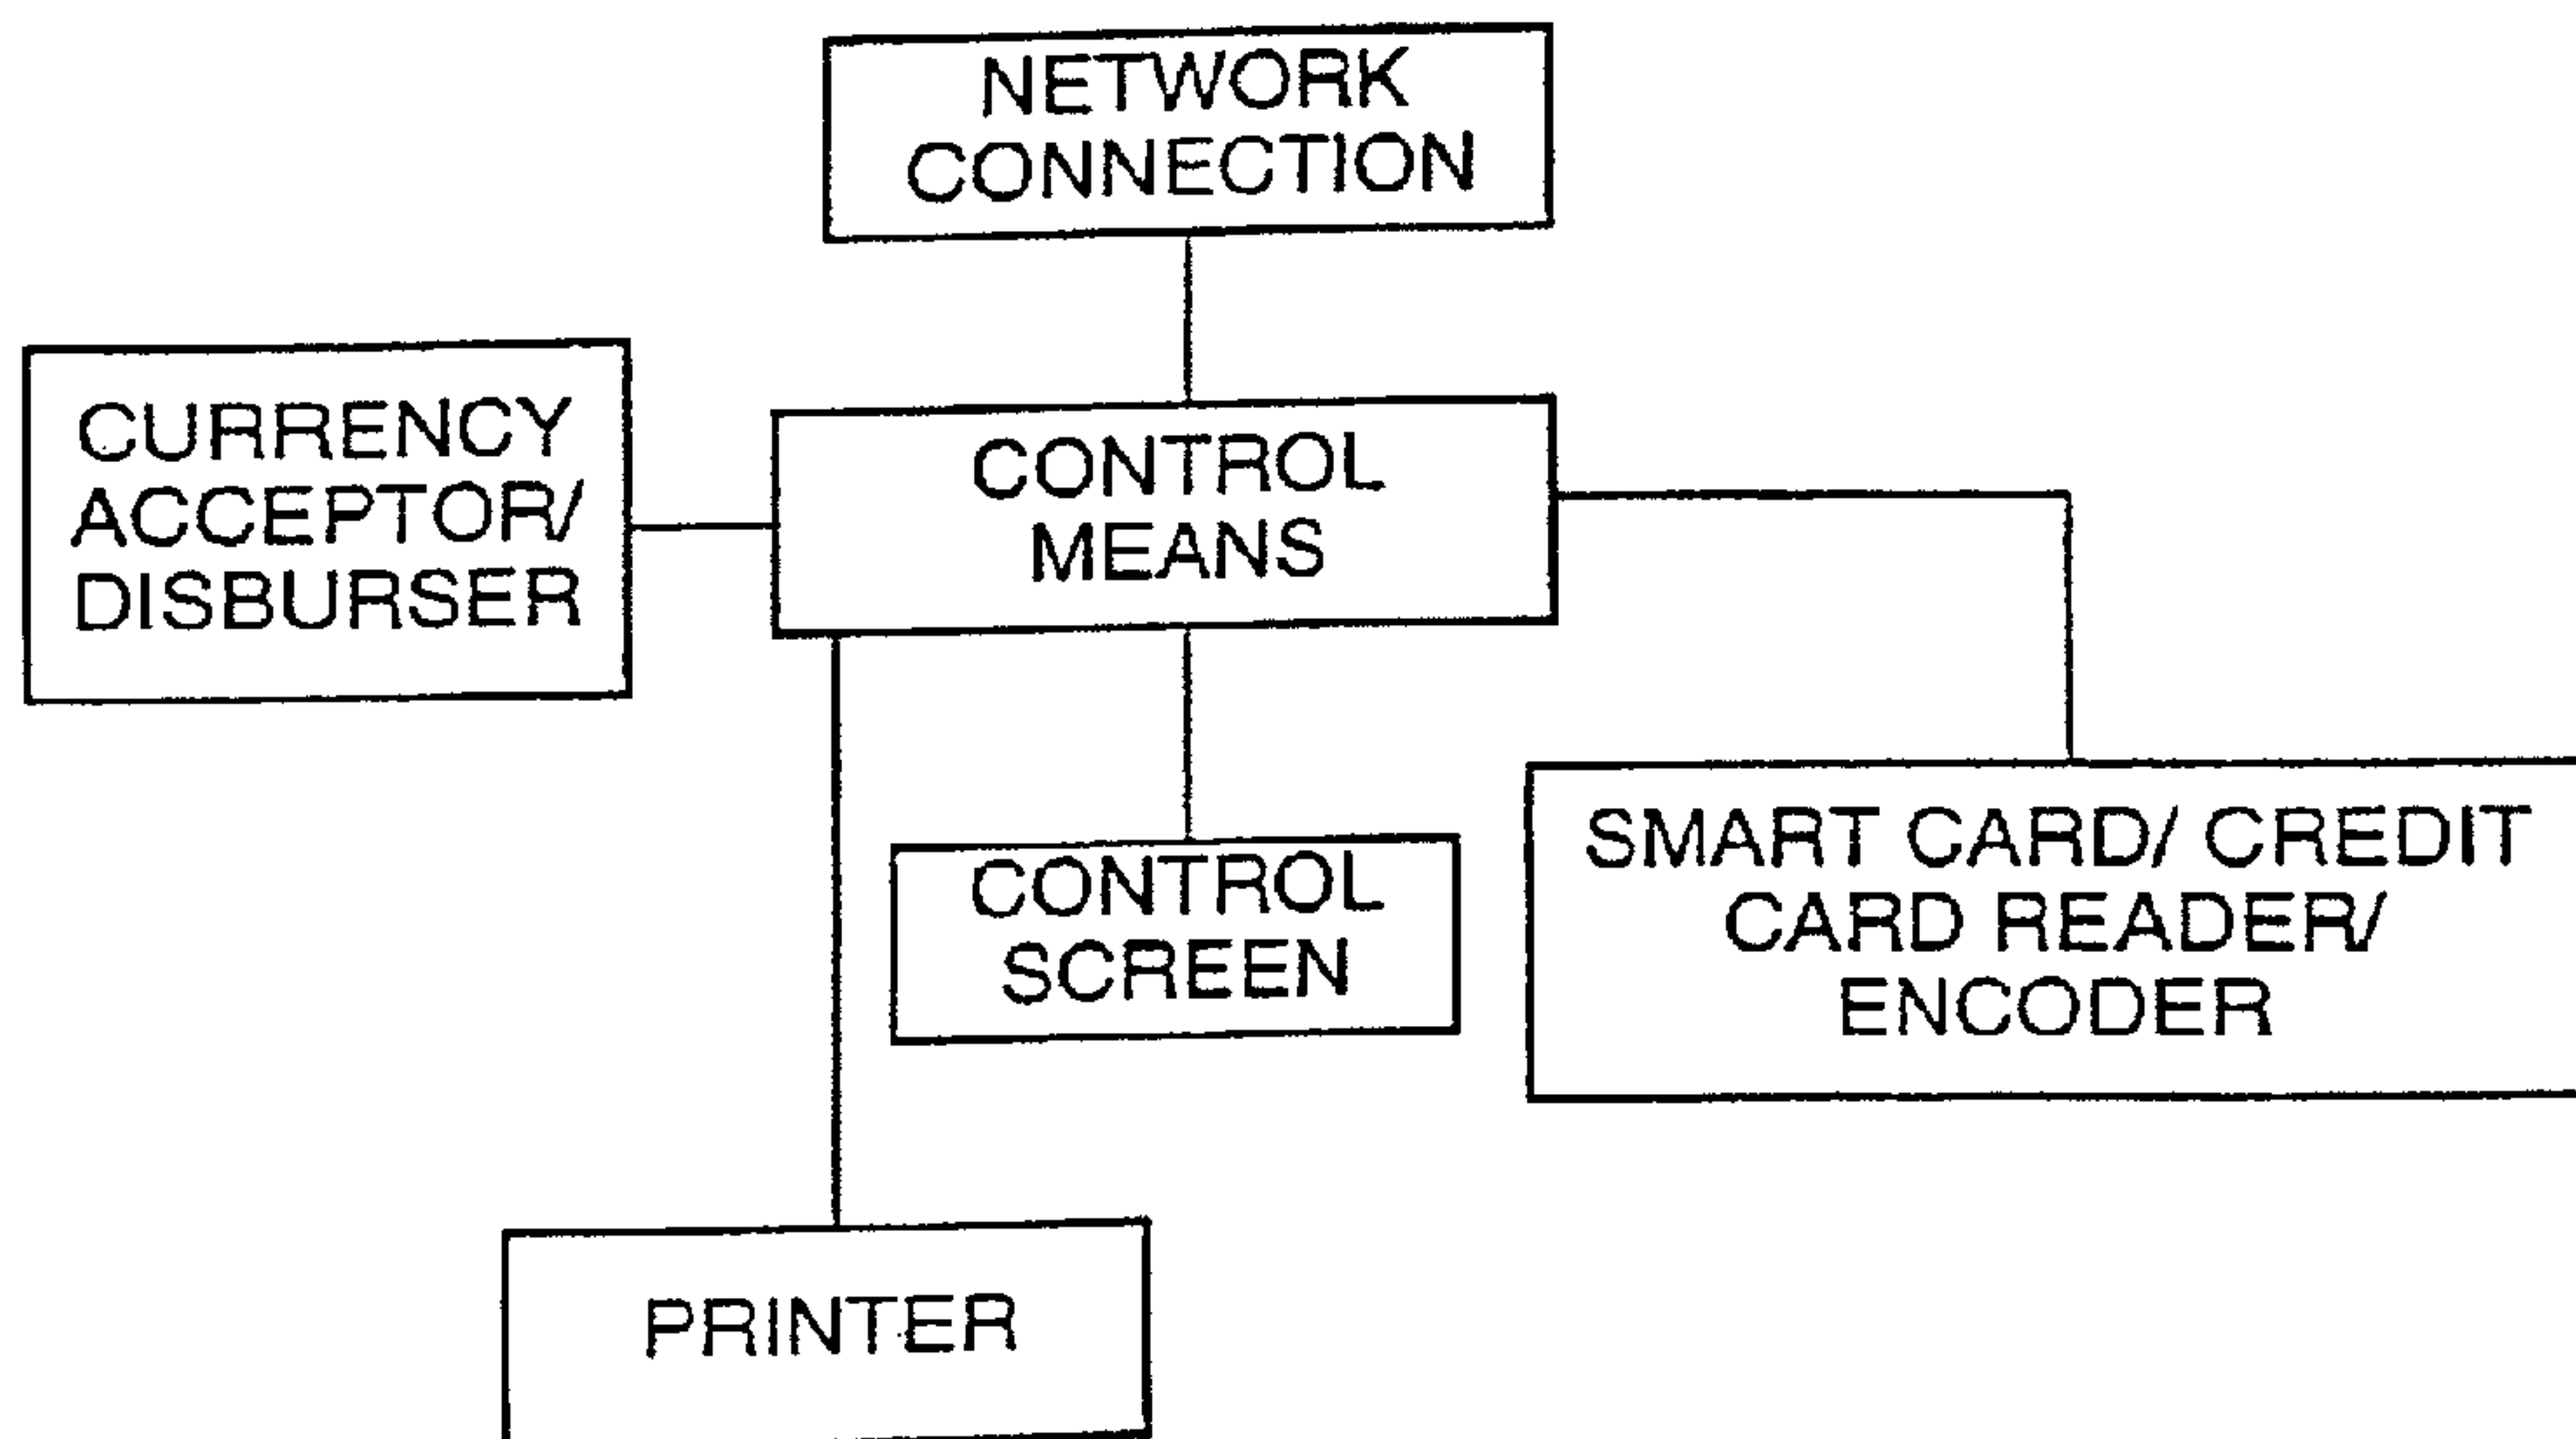 NETWORK
CONNECTION
CURRENCY
ACCEPTOR/
DISBURSER
CONTROL
MEANS
CONTROL
SCREEN
SMART CARD/ CREDIT
CARD READER/
ENCODER
PRINTER